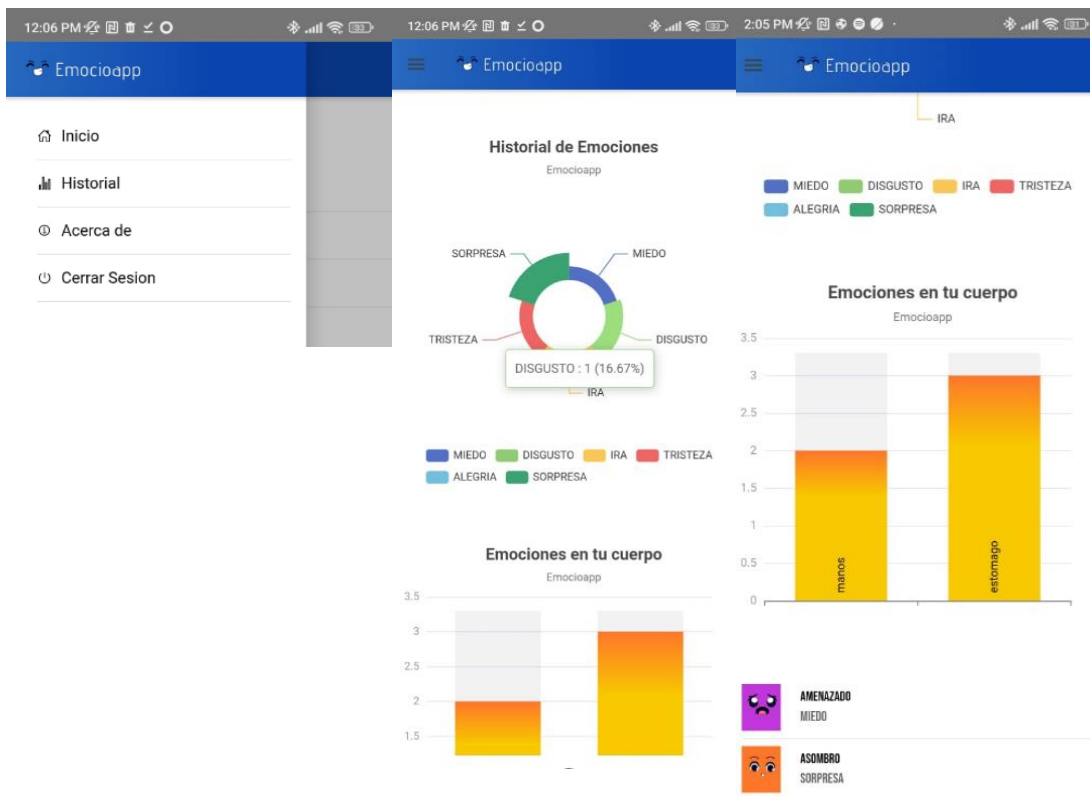 12:06 PM
83
Emocioapp
Inicio
Historial
Acerca de
Cerrar Sesion
12:06 PM
83
Emocioapp
Historial de Emociones
Emocioapp
SORPRESA
MIEDO
TRISTEZA
DISGUSTO
DISGUSTO : 1 (16.67%)
IRA
MIEDO DISGUSTO IRA TRISTEZA
ALEGRIA SORPRESA
Emociones en tu cuerpo
Emocioapp
3.5
3
2.5
2
1.5
2:05 PM
Emocioapp
IRA
MIEDO DISGUSTO IRA TRISTEZA
ALEGRIA SORPRESA
Emociones en tu cuerpo
Emocioapp
3.5
3
2.5
2
1.5
1
0.5
0
manos
estomago
AMENAZADO
MIEDO
ASOMBRO
SORPRESA